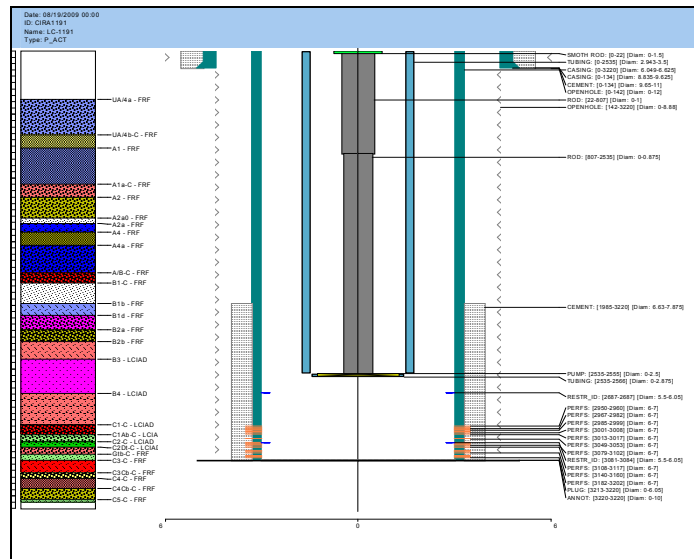 Date: 08/19/2009 00:00
ID: CIRA1191
Name: LC-1191
Type: P_ACT
UA/4a - FRF
UA/4b-C - FRF
A1 - FRF
A1a-C - FRF
A2 - FRF
A2a0 - FRF
A2a - FRF
A4 - FRF
A4a - FRF
A/B-C - FRF
B1-C - FRF
B1b - FRF
B1d - FRF
B2a - FRF
B2b - FRF
B3 - LCIAD
B4 - LCIAD
C1-C - LCIAD
C1Ab-C - LCIA
C2-C - LCIAD
C2Di-C - LCIAD
Gtb-C - FRF
C3-C - FRF
C3Cb-C - FRF
C4-C - FRF
C4Cb-C - FRF
C5-C - FRF
SMOTH ROD: [0-22] [Diam: 0-1.5]
TUBING: [0-2535] [Diam: 2.943-3.5]
CASING: [0-3220] [Diam: 6.049-6.625]
CASING: [0-134] [Diam: 8.835-9.625]
CEMENT: [0-134] [Diam: 9.65-11]
OPENHOLE: [0-142] [Diam: 0-12]
ROD: [22-807] [Diam: 0-1]
OPENHOLE: [142-3220] [Diam: 0-8.88]
ROD: [807-2535] [Diam: 0-0.875]
CEMENT: [1985-3220] [Diam: 6.63-7.875]
PUMP: [2535-2555] [Diam: 0-2.5]
TUBING: [2535-2566] [Diam: 0-2.875]
RESTR_ID: [2687-2687] [Diam: 5.5-6.05]
PERFS: [2950-2960] [Diam: 6-7]
PERFS: [2967-2982] [Diam: 6-7]
PERFS: [2985-2999] [Diam: 6-7]
PERFS: [3001-3008] [Diam: 6-7]
PERFS: [3013-3017] [Diam: 6-7]
PERFS: [3049-3053] [Diam: 6-7]
PERFS: [3079-3102] [Diam: 6-7]
RESTR_ID: [3081-3084] [Diam: 5.5-6.05]
PERFS: [3108-3117] [Diam: 6-7]
PERFS: [3140-3160] [Diam: 6-7]
PERFS: [3182-3202] [Diam: 6-7]
PLUG: [3213-3220] [Diam: 0-6.05]
ANNOT: [3220-3220] [Diam: 0-10]
6 0 6